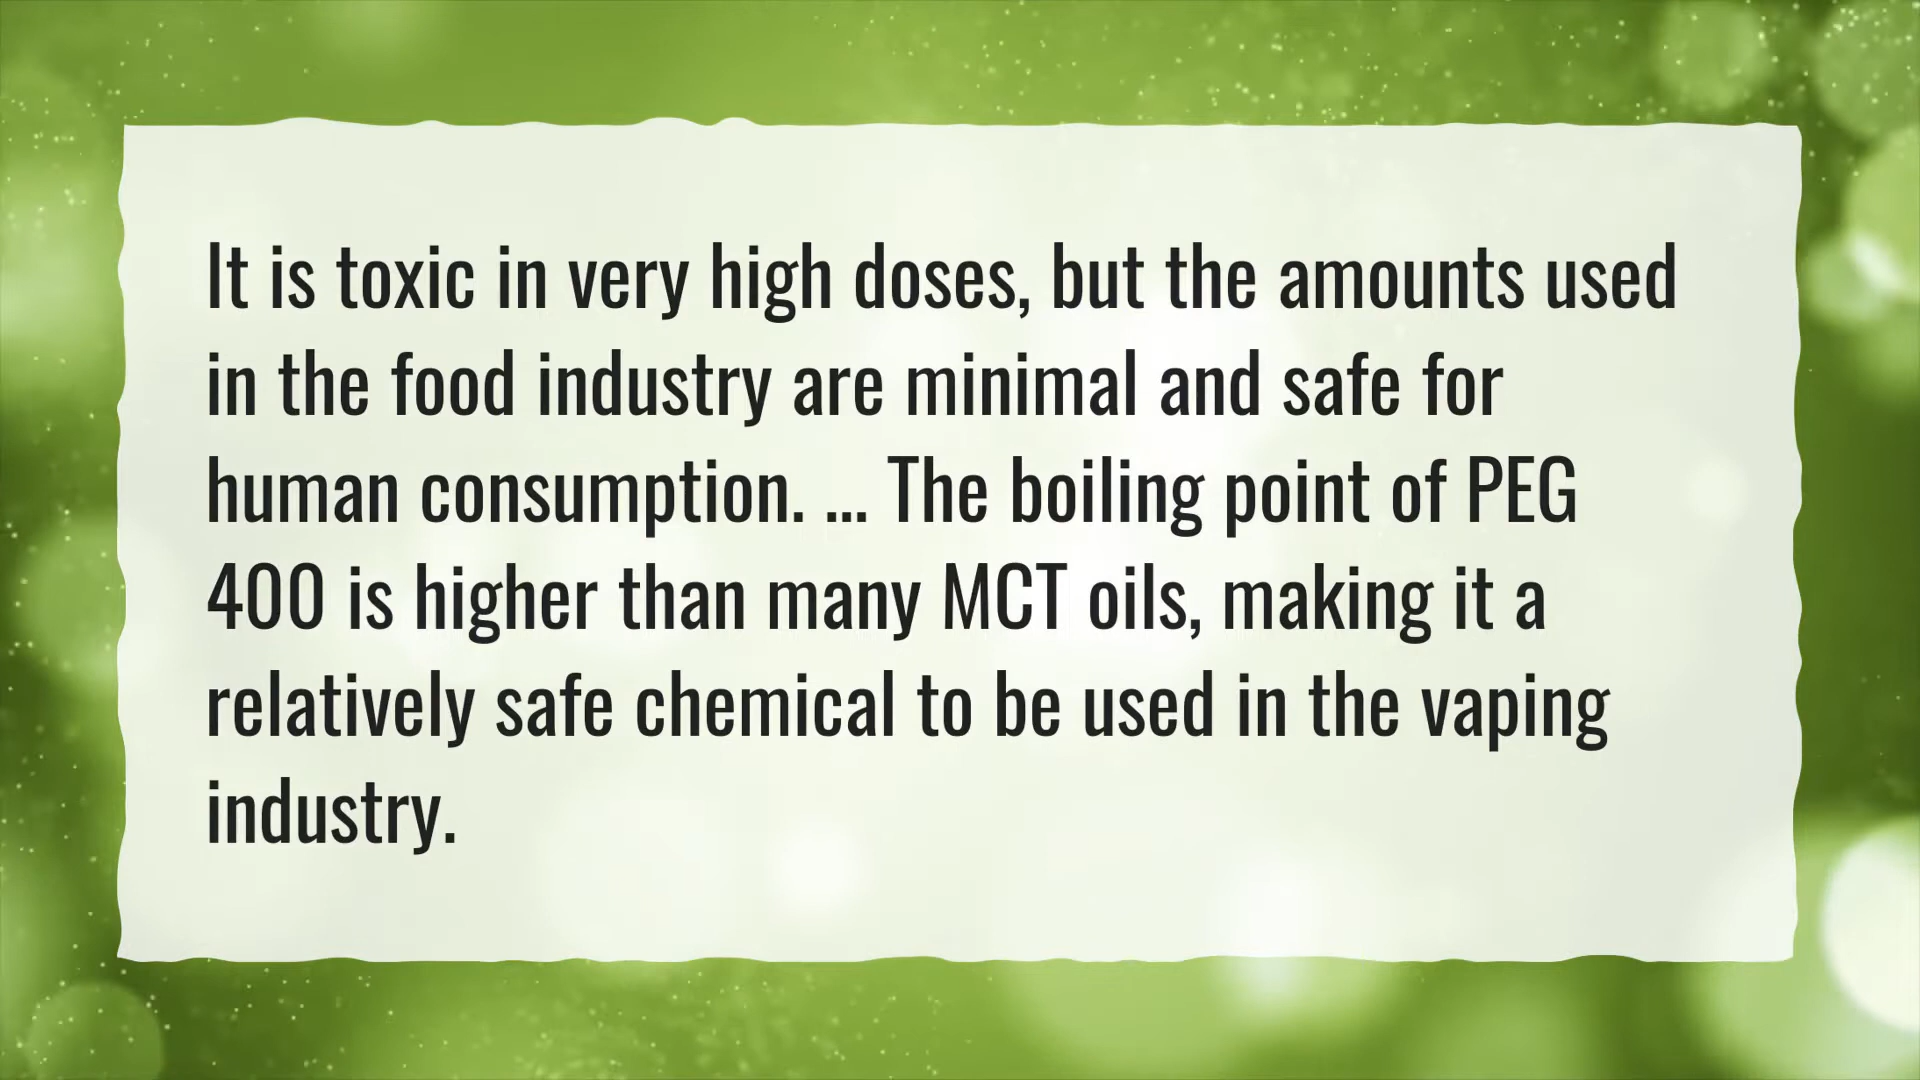 It is toxic in very high doses, but the amounts used
in the food industry are minimal and safe for
human consumption. ... The boiling point of PEG
400 is higher than many MCT oils, making it a
relatively safe chemical to be used in the vaping
industry.